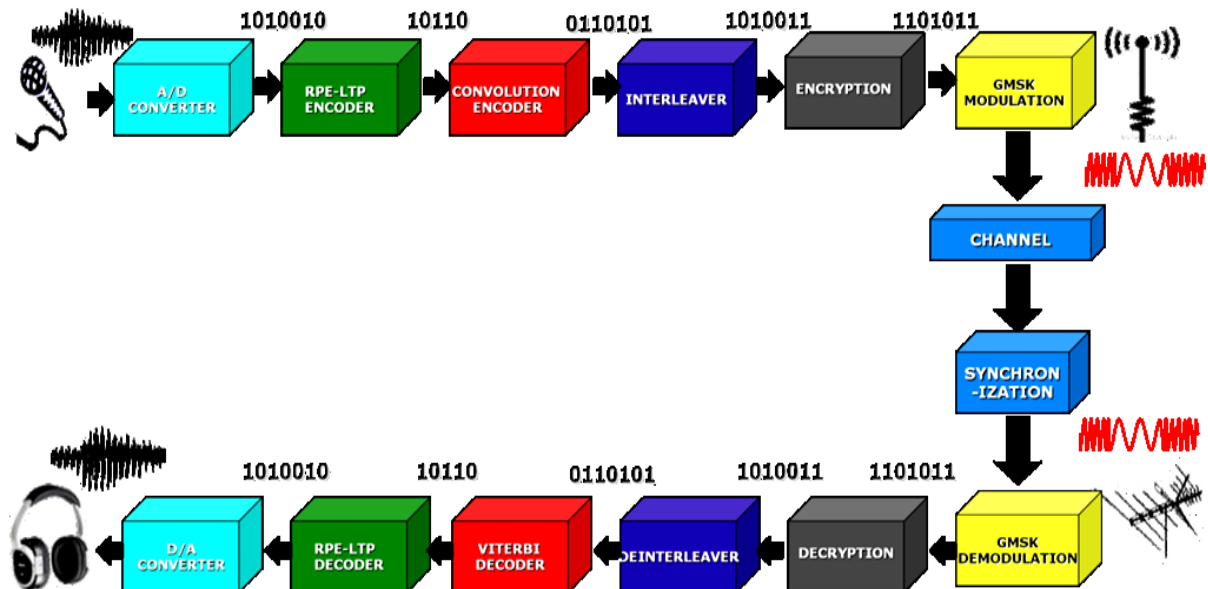 1010010
10110
0110101
1010011
1101011
A/D
CONVERTER
RPE-LTP
ENCODER
CONVOLUTION
ENCODER
INTERLEAVER
ENCRYPTION
GMSK
MODULATION
CHANNEL
SYNCHRON
-IZATION
1010010
10110
0110101
1010011
1101011
D/A
CONVERTER
RPE-LTP
DECODER
VITERBI
DECODER
DEINTERLEAVER
DECRYPTION
GMSK
DEMODULATION